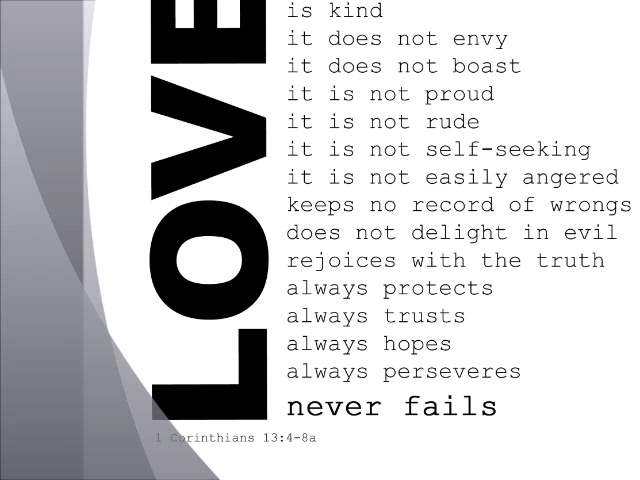 LOVE
is kind
it does not envy
it does not boast
it is not proud
it is not rude
it is not self-seeking
it is not easily angered
keeps no record of wrongs
does not delight in evil
rejoices with the truth
always protects
always trusts
always hopes
always perseveres
never fails
1 Corinthians 13:4-8a